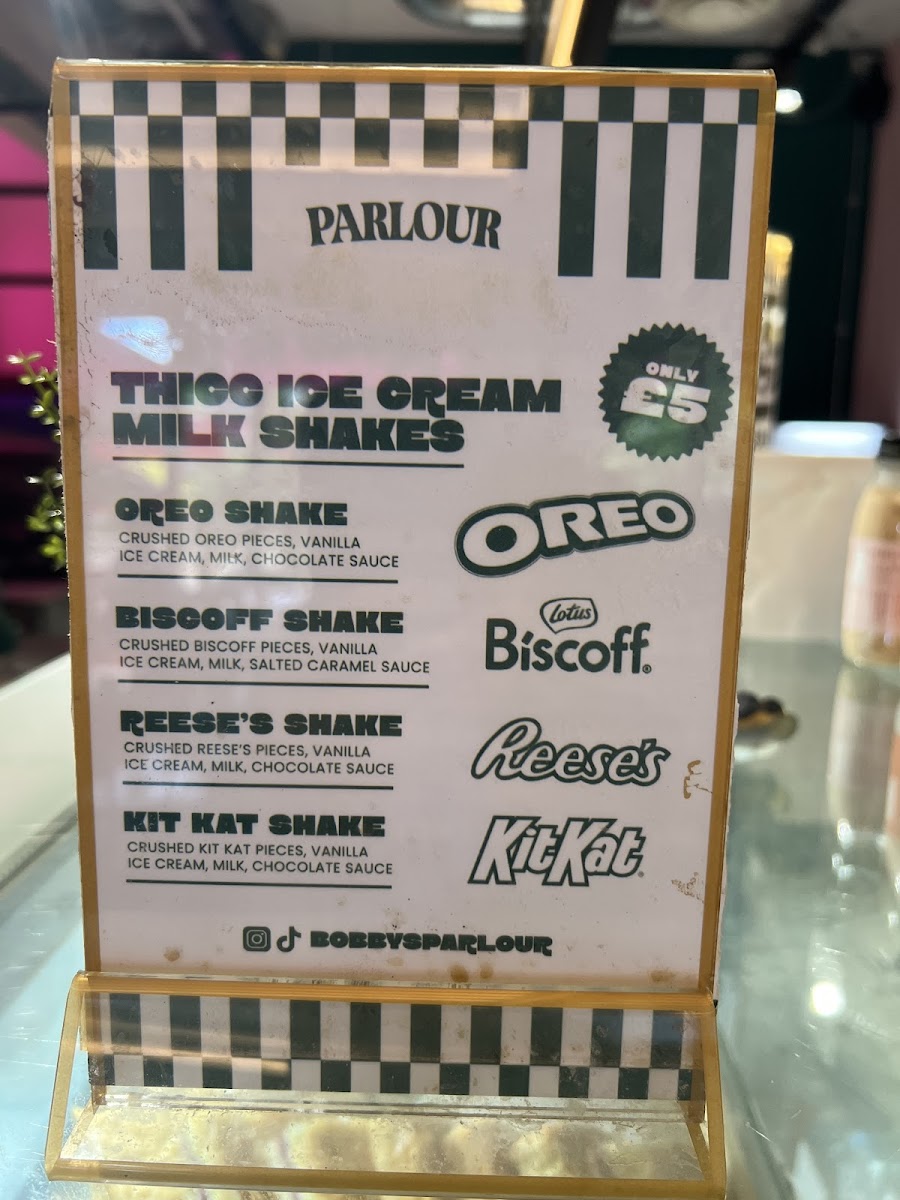 PARLOUR
THICC ICE CREAM
MILK SHAKES
ONLY
£5
OREO SHAKE
CRUSHED OREO PIECES, VANILLA
ICE CREAM, MILK, CHOCOLATE SAUCE
OREO
BISCOFF SHAKE
CRUSHED BISCOFF PIECES, VANILLA
ICE CREAM, MILK, SALTED CARAMEL SAUCE
Lotus
Biscoff
REESE'S SHAKE
CRUSHED REESE'S PIECES, VANILLA
ICE CREAM, MILK, CHOCOLATE SAUCE
Reese's
KIT KAT SHAKE
CRUSHED KIT KAT PIECES, VANILLA
ICE CREAM, MILK, CHOCOLATE SAUCE
KitKat
BOBBYSPARLOUR